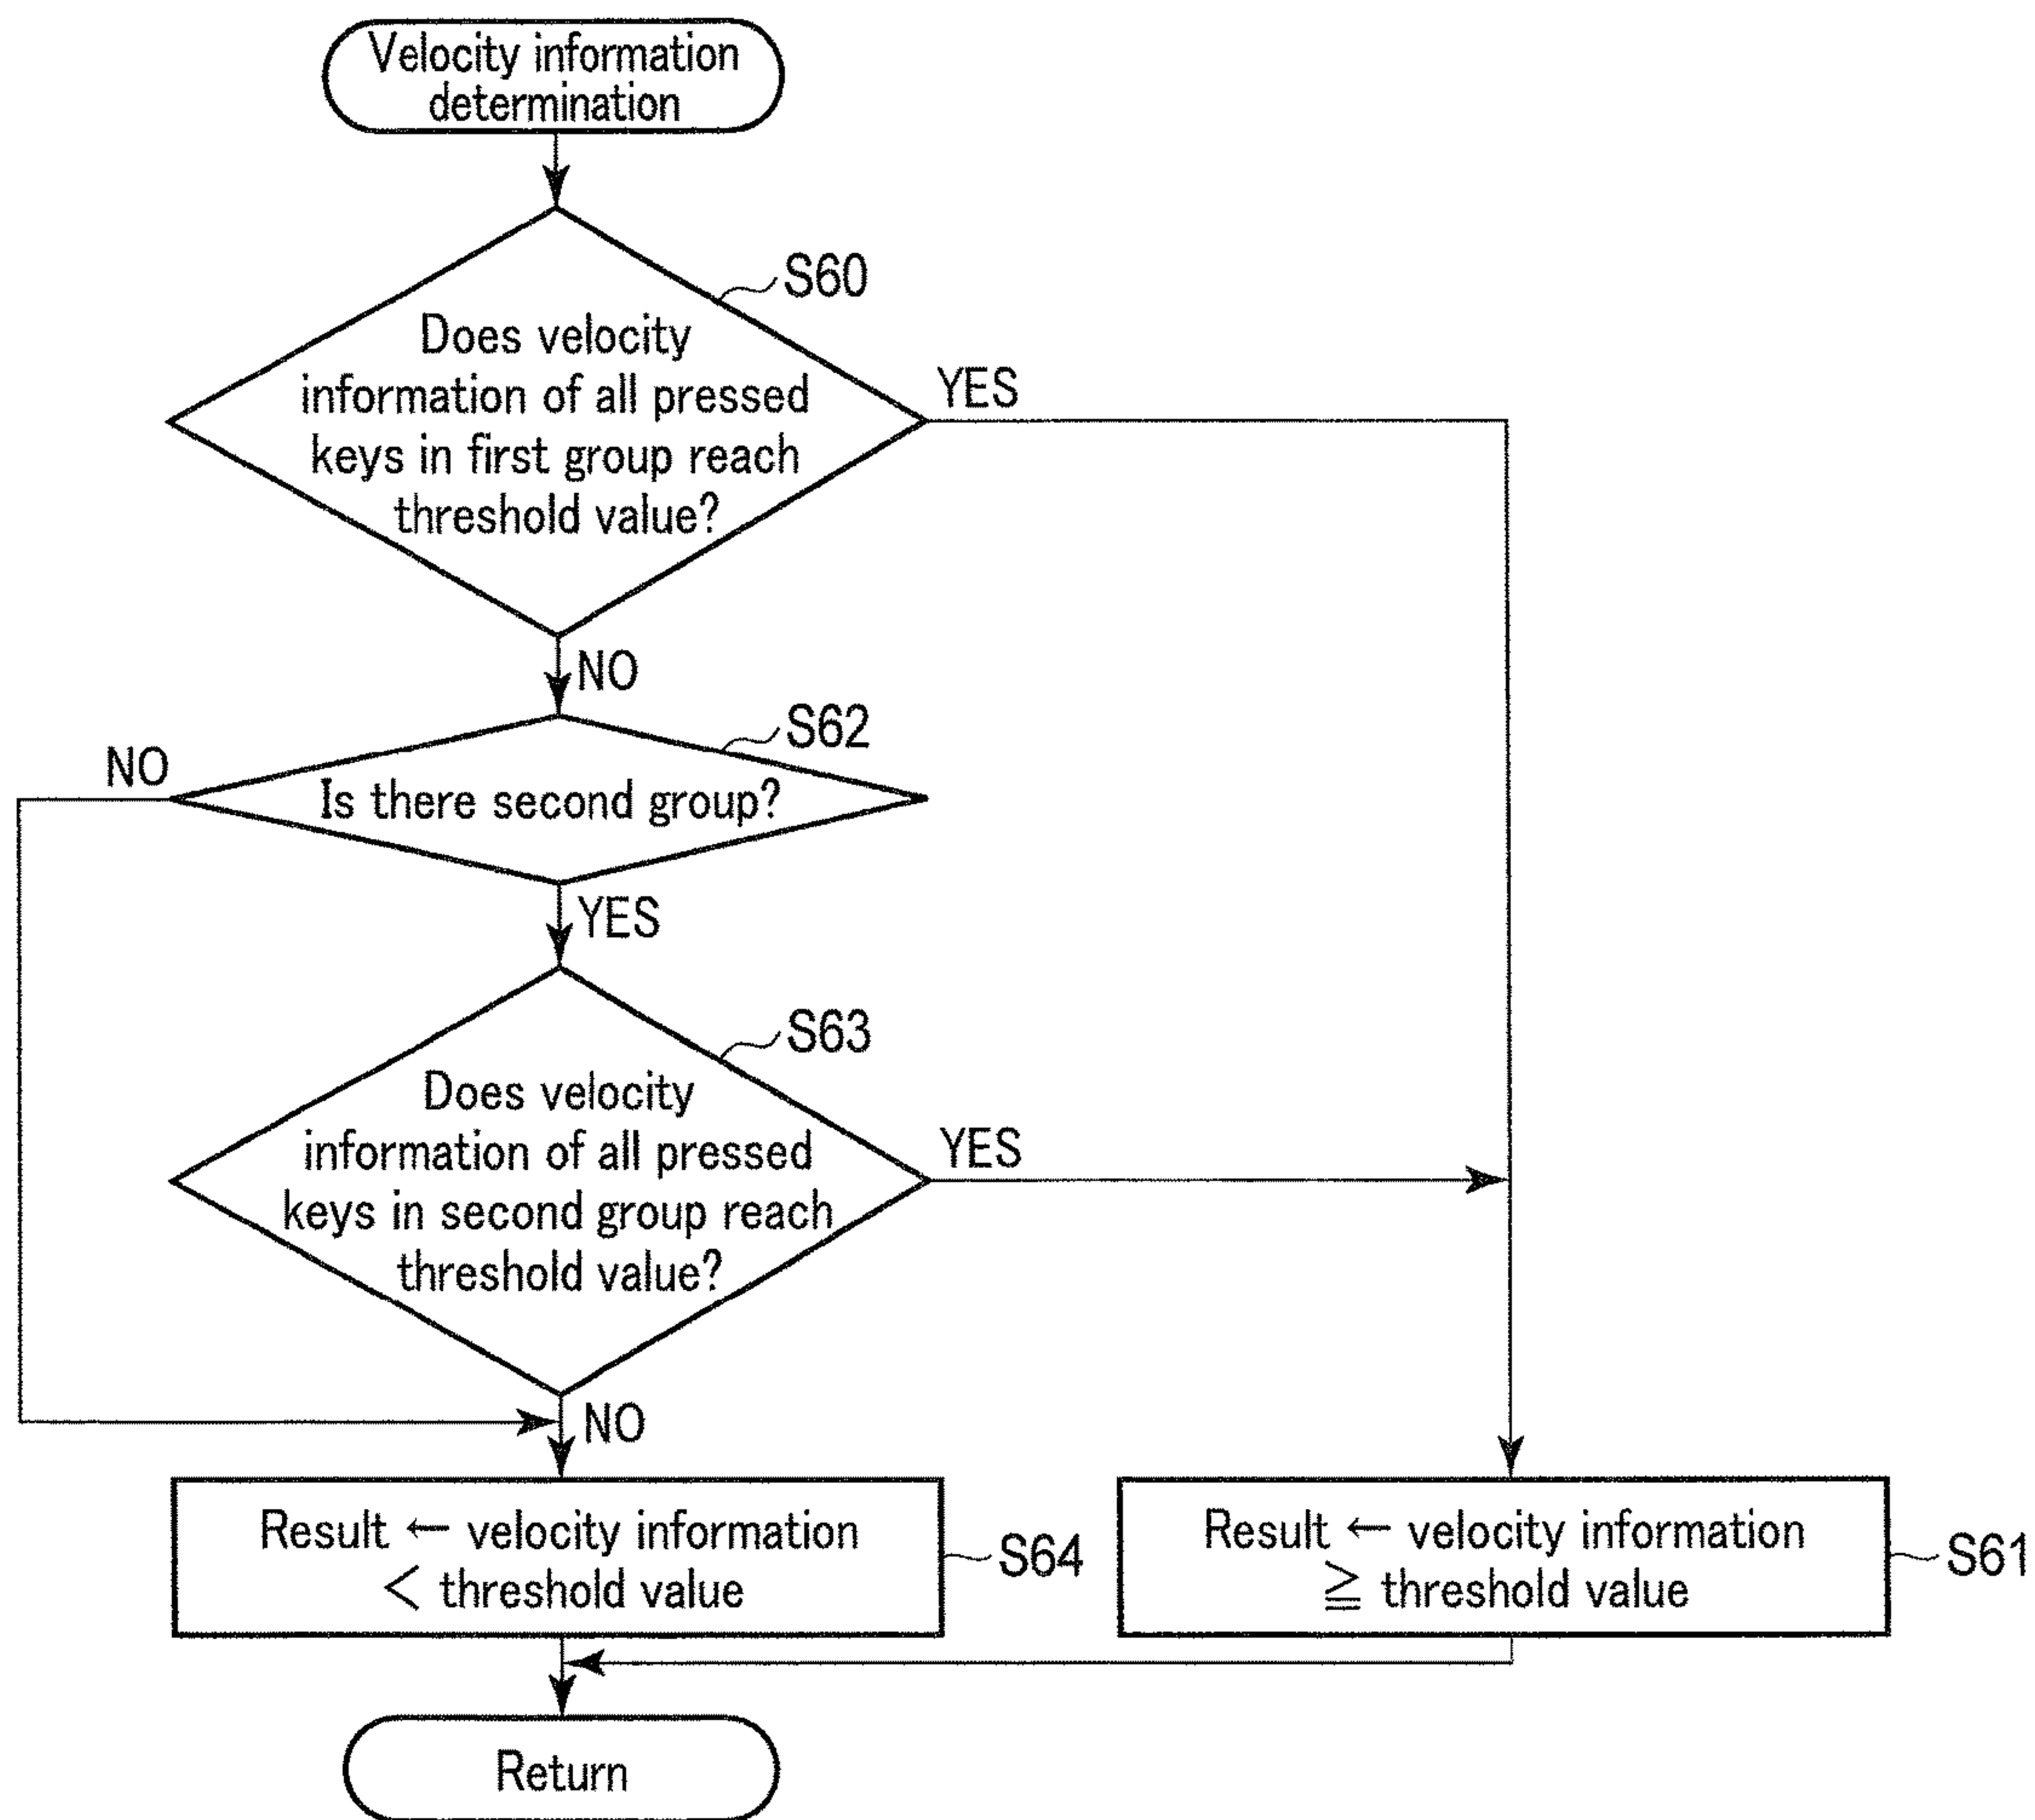 Velocity information
determination
S60
Does velocity
information of all pressed
keys in first group reach
threshold value?
YES
NO
S62
NO
Is there second group?
YES
S63
Does velocity
information of all pressed
keys in second group reach
threshold value?
YES
NO
Result ← velocity information
< threshold value
S64
Result ← velocity information
≧ threshold value
S61
Return